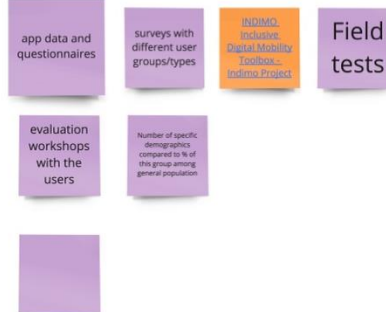 app data and
questionnaires
surveys with
different user
groups/types
INDIMO
Inclusive
Digital Mobility
Toolbox -
Indimo Project
Field
tests
evaluation
workshops
with the
users
Number of specific
demographics
compared to % of
this group among
general population